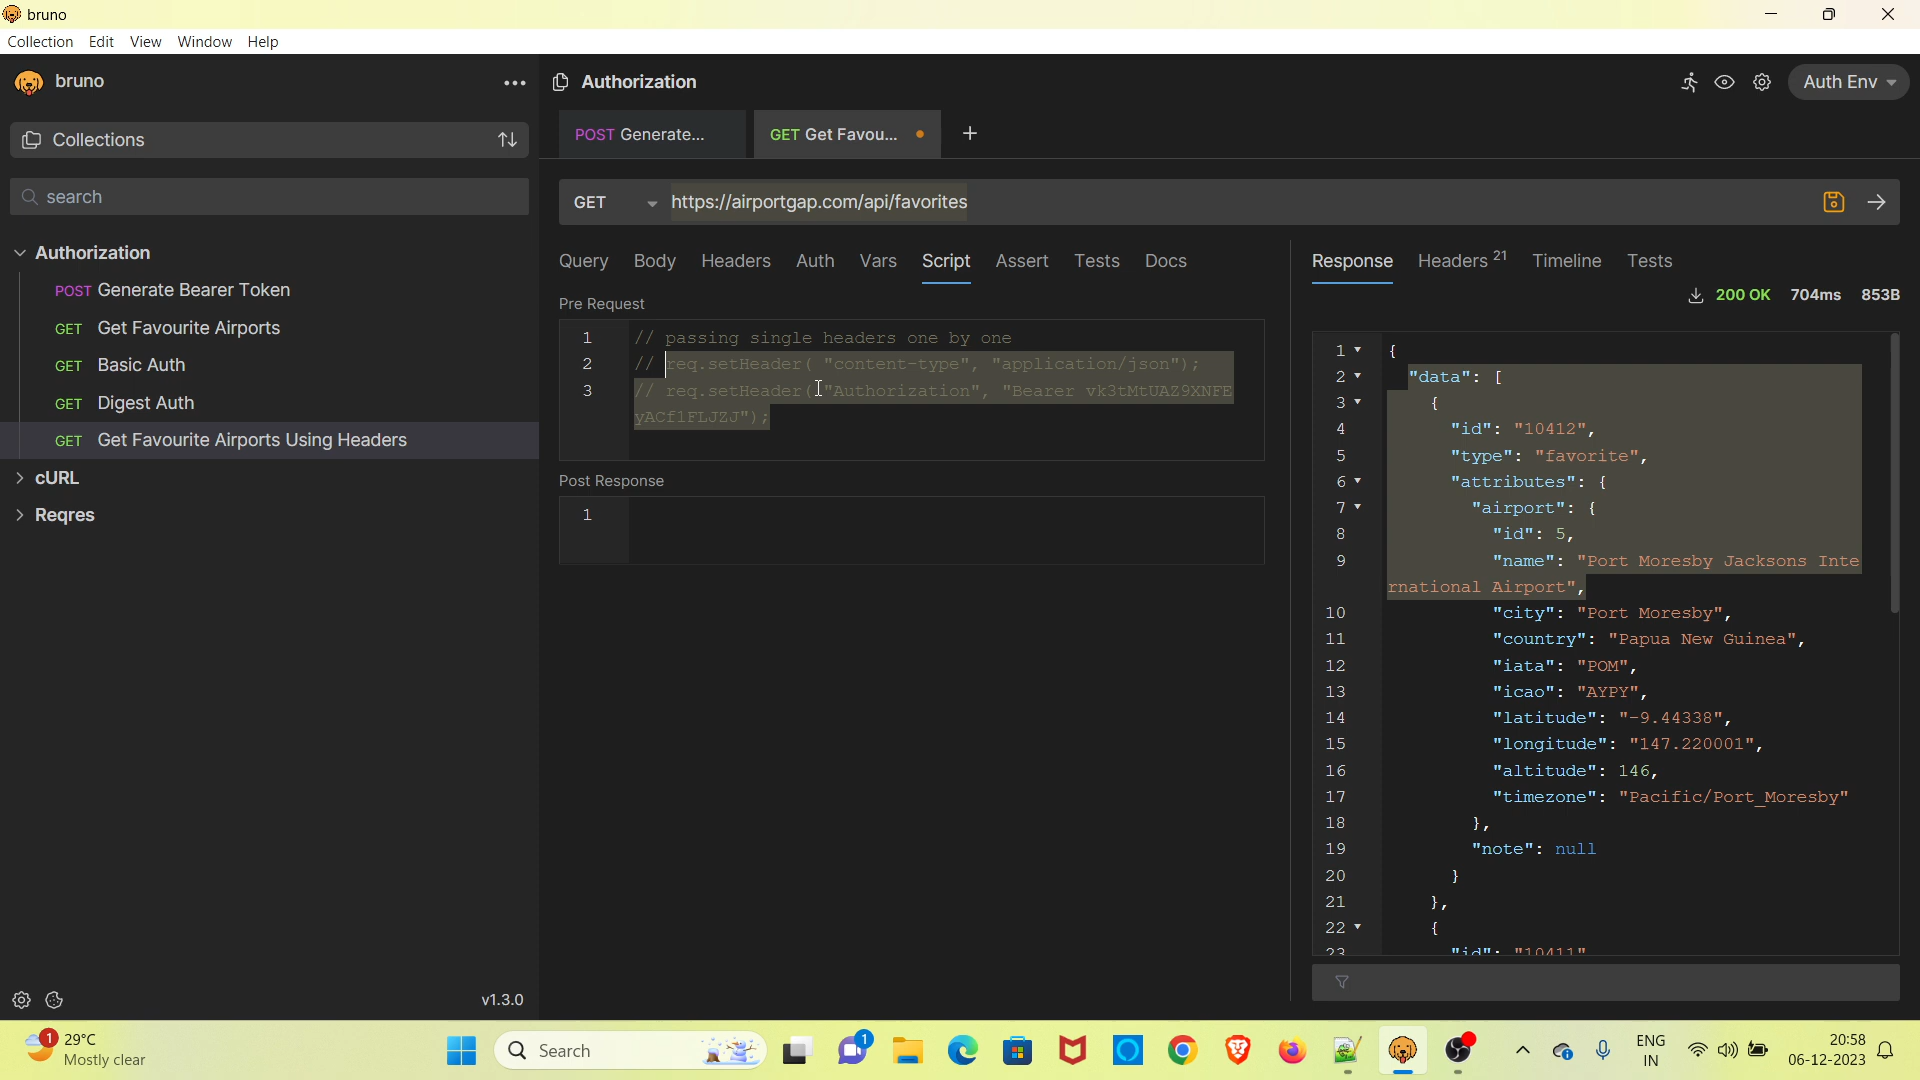 bruno
Collection Edit View Window Help
bruno
Collections
search
Authorization
POST Generate Bearer Token
GET Get Favourite Airports
GET Basic Auth
GET Digest Auth
GET Get Favourite Airports Using Headers
cURL
Reqres
v1.3.0
Authorization
Auth Env
POST Generate...
GET Get Favou...
GET https://airportgap.com/api/favorites
Query Body Headers Auth Vars Script Assert Tests Docs
Pre Request
1 // passing single headers one by one
2 // req.setHeader( "content-type", "application/json");
3 // req.setHeader( "Authorization", "Bearer vk3tMtUAZ9XNFE
yACf1FLJZJ");
Post Response
1
Response Headers 21 Timeline Tests
200 OK 704ms 853B
1 {
2 "data": [
3 {
4 "id": "10412",
5 "type": "favorite",
6 "attributes": {
7 "airport": {
8 "id": 5,
9 "name": "Port Moresby Jacksons Inte
rnational Airport",
10 "city": "Port Moresby",
11 "country": "Papua New Guinea",
12 "iata": "POM",
13 "icao": "AYPY",
14 "latitude": "-9.44338",
15 "longitude": "147.220001",
16 "altitude": 146,
17 "timezone": "Pacific/Port_Moresby"
18 },
19 "note": null
20 }
21 },
22 {
23 "id": "10411"
1
29°C
Mostly clear
Search
1
ENG
IN
20:58
06-12-2023